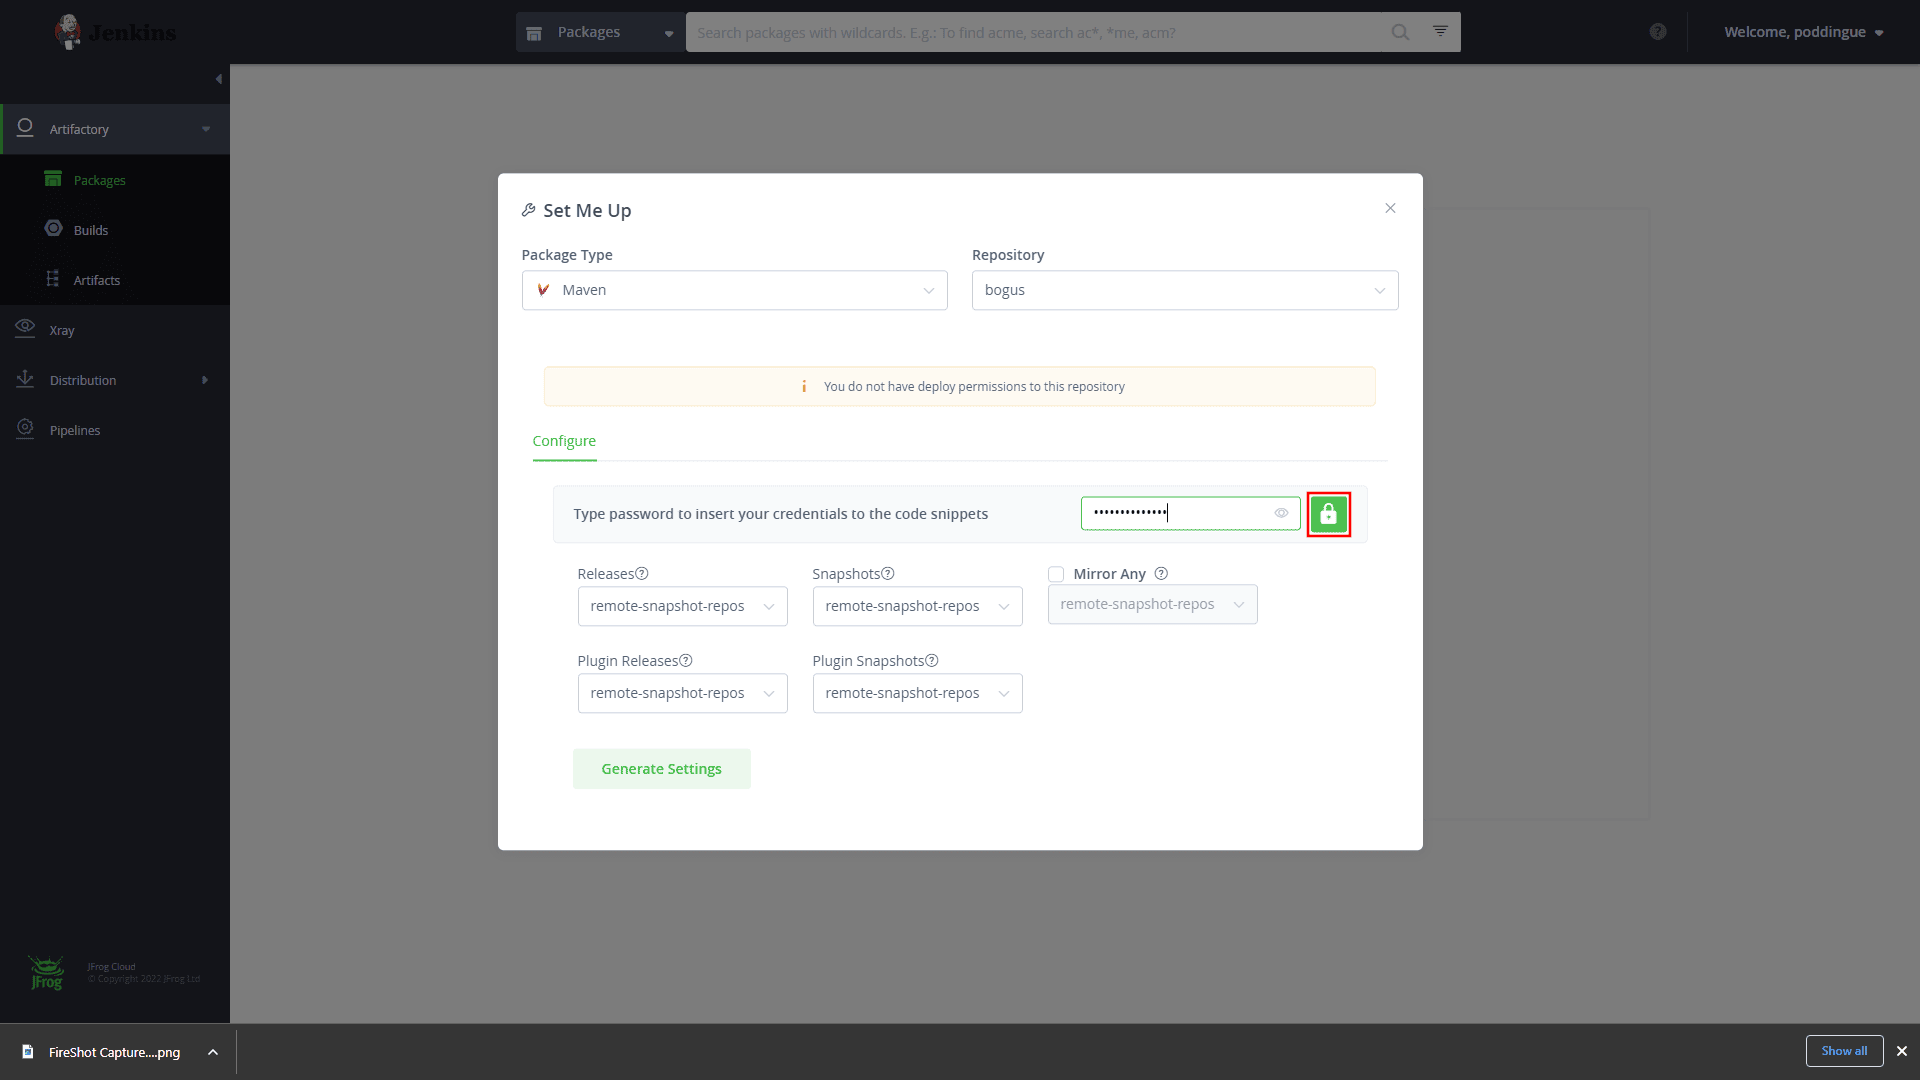 Jenkins
Packages
Search packages with wildcards. E.g.: To find acme, search ac*, *me, acm?
Welcome, poddingue
Artifactory
Packages
Builds
Artifacts
Xray
Distribution
Pipelines
JFrog
JFrog Cloud
© Copyright 2022 JFrog Ltd
Set Me Up
Package Type
Repository
Maven
bogus
You do not have deploy permissions to this repository
Configure
Type password to insert your credentials to the code snippets
Releases
Snapshots
Mirror Any
remote-snapshot-repos
remote-snapshot-repos
remote-snapshot-repos
Plugin Releases
Plugin Snapshots
remote-snapshot-repos
remote-snapshot-repos
Generate Settings
FireShot Capture....png
Show all